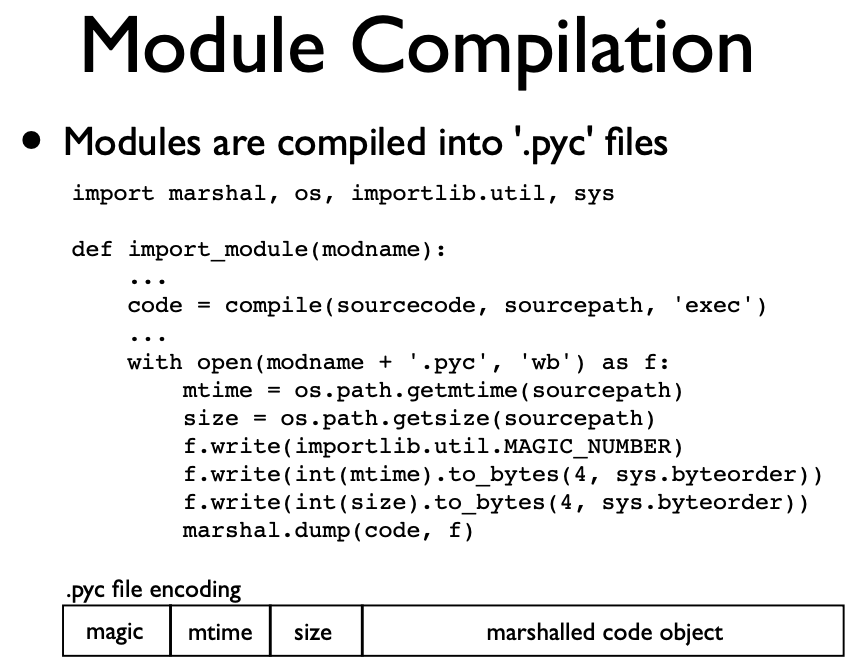 Module Compilation
• Modules are compiled into '.pyc' files
import marshal, os, importlib.util, sys
def import_module(modname):
...
code = compile(sourcecode, sourcepath, 'exec')
...
with open(modname + '.pyc', 'wb') as f:
mtime = os.path.getmtime(sourcepath)
size = os.path.getsize(sourcepath)
f.write(importlib.util.MAGIC_NUMBER)
f.write(int(mtime).to_bytes(4, sys.byteorder))
f.write(int(size).to_bytes(4, sys.byteorder))
marshal.dump(code, f)
.pyc file encoding
magic mtime size marshalled code object